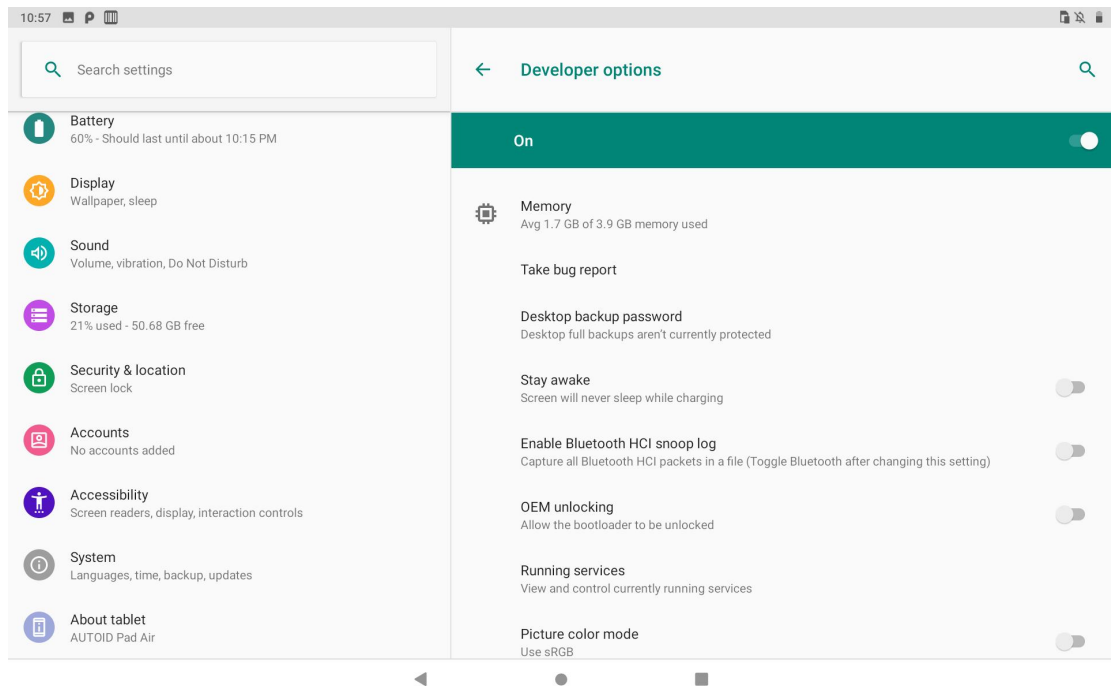 10:57
Search settings
Battery
60% - Should last until about 10:15 PM
Display
Wallpaper, sleep
Sound
Volume, vibration, Do Not Disturb
Storage
21% used - 50.68 GB free
Security & location
Screen lock
Accounts
No accounts added
Accessibility
Screen readers, display, interaction controls
System
Languages, time, backup, updates
About tablet
AUTOID Pad Air
Developer options
On
Memory
Avg 1.7 GB of 3.9 GB memory used
Take bug report
Desktop backup password
Desktop full backups aren't currently protected
Stay awake
Screen will never sleep while charging
Enable Bluetooth HCI snoop log
Capture all Bluetooth HCI packets in a file (Toggle Bluetooth after changing this setting)
OEM unlocking
Allow the bootloader to be unlocked
Running services
View and control currently running services
Picture color mode
Use sRGB